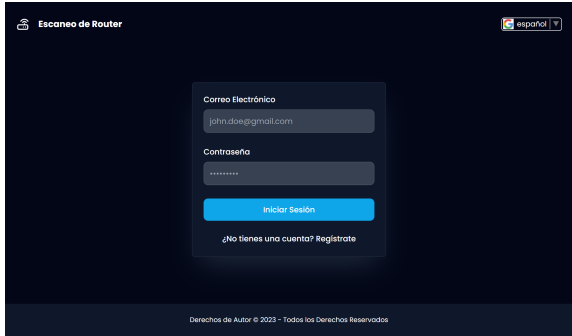 Escaneo de Router
español
Correo Electrónico
john.doe@gmail.com
Contraseña
•••••••••
Iniciar Sesión
¿No tienes una cuenta? Regístrate
Derechos de Autor © 2023 - Todos los Derechos Reservados